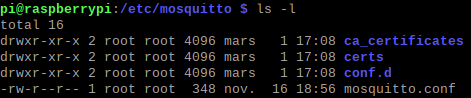 pi@raspberrypi:/etc/mosquitto $ ls -l
total 16
drwxr-xr-x 2 root root 4096 mars   1 17:08 ca_certificates
drwxr-xr-x 2 root root 4096 mars   1 17:08 certs
drwxr-xr-x 2 root root 4096 mars   1 17:08 conf.d
-rw-r--r-- 1 root root  348 nov.  16 18:56 mosquitto.conf